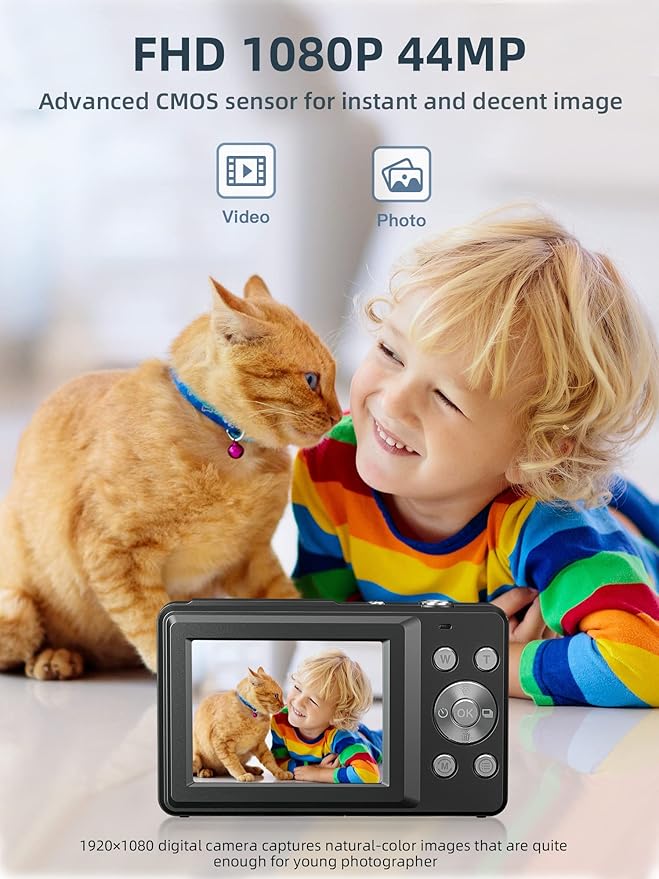 FHD 1080P 44MP
Advanced CMOS sensor for instant and decent image
Video
Photo
W
T
OK
M
1920×1080 digital camera captures natural-color images that are quite
enough for young photographer